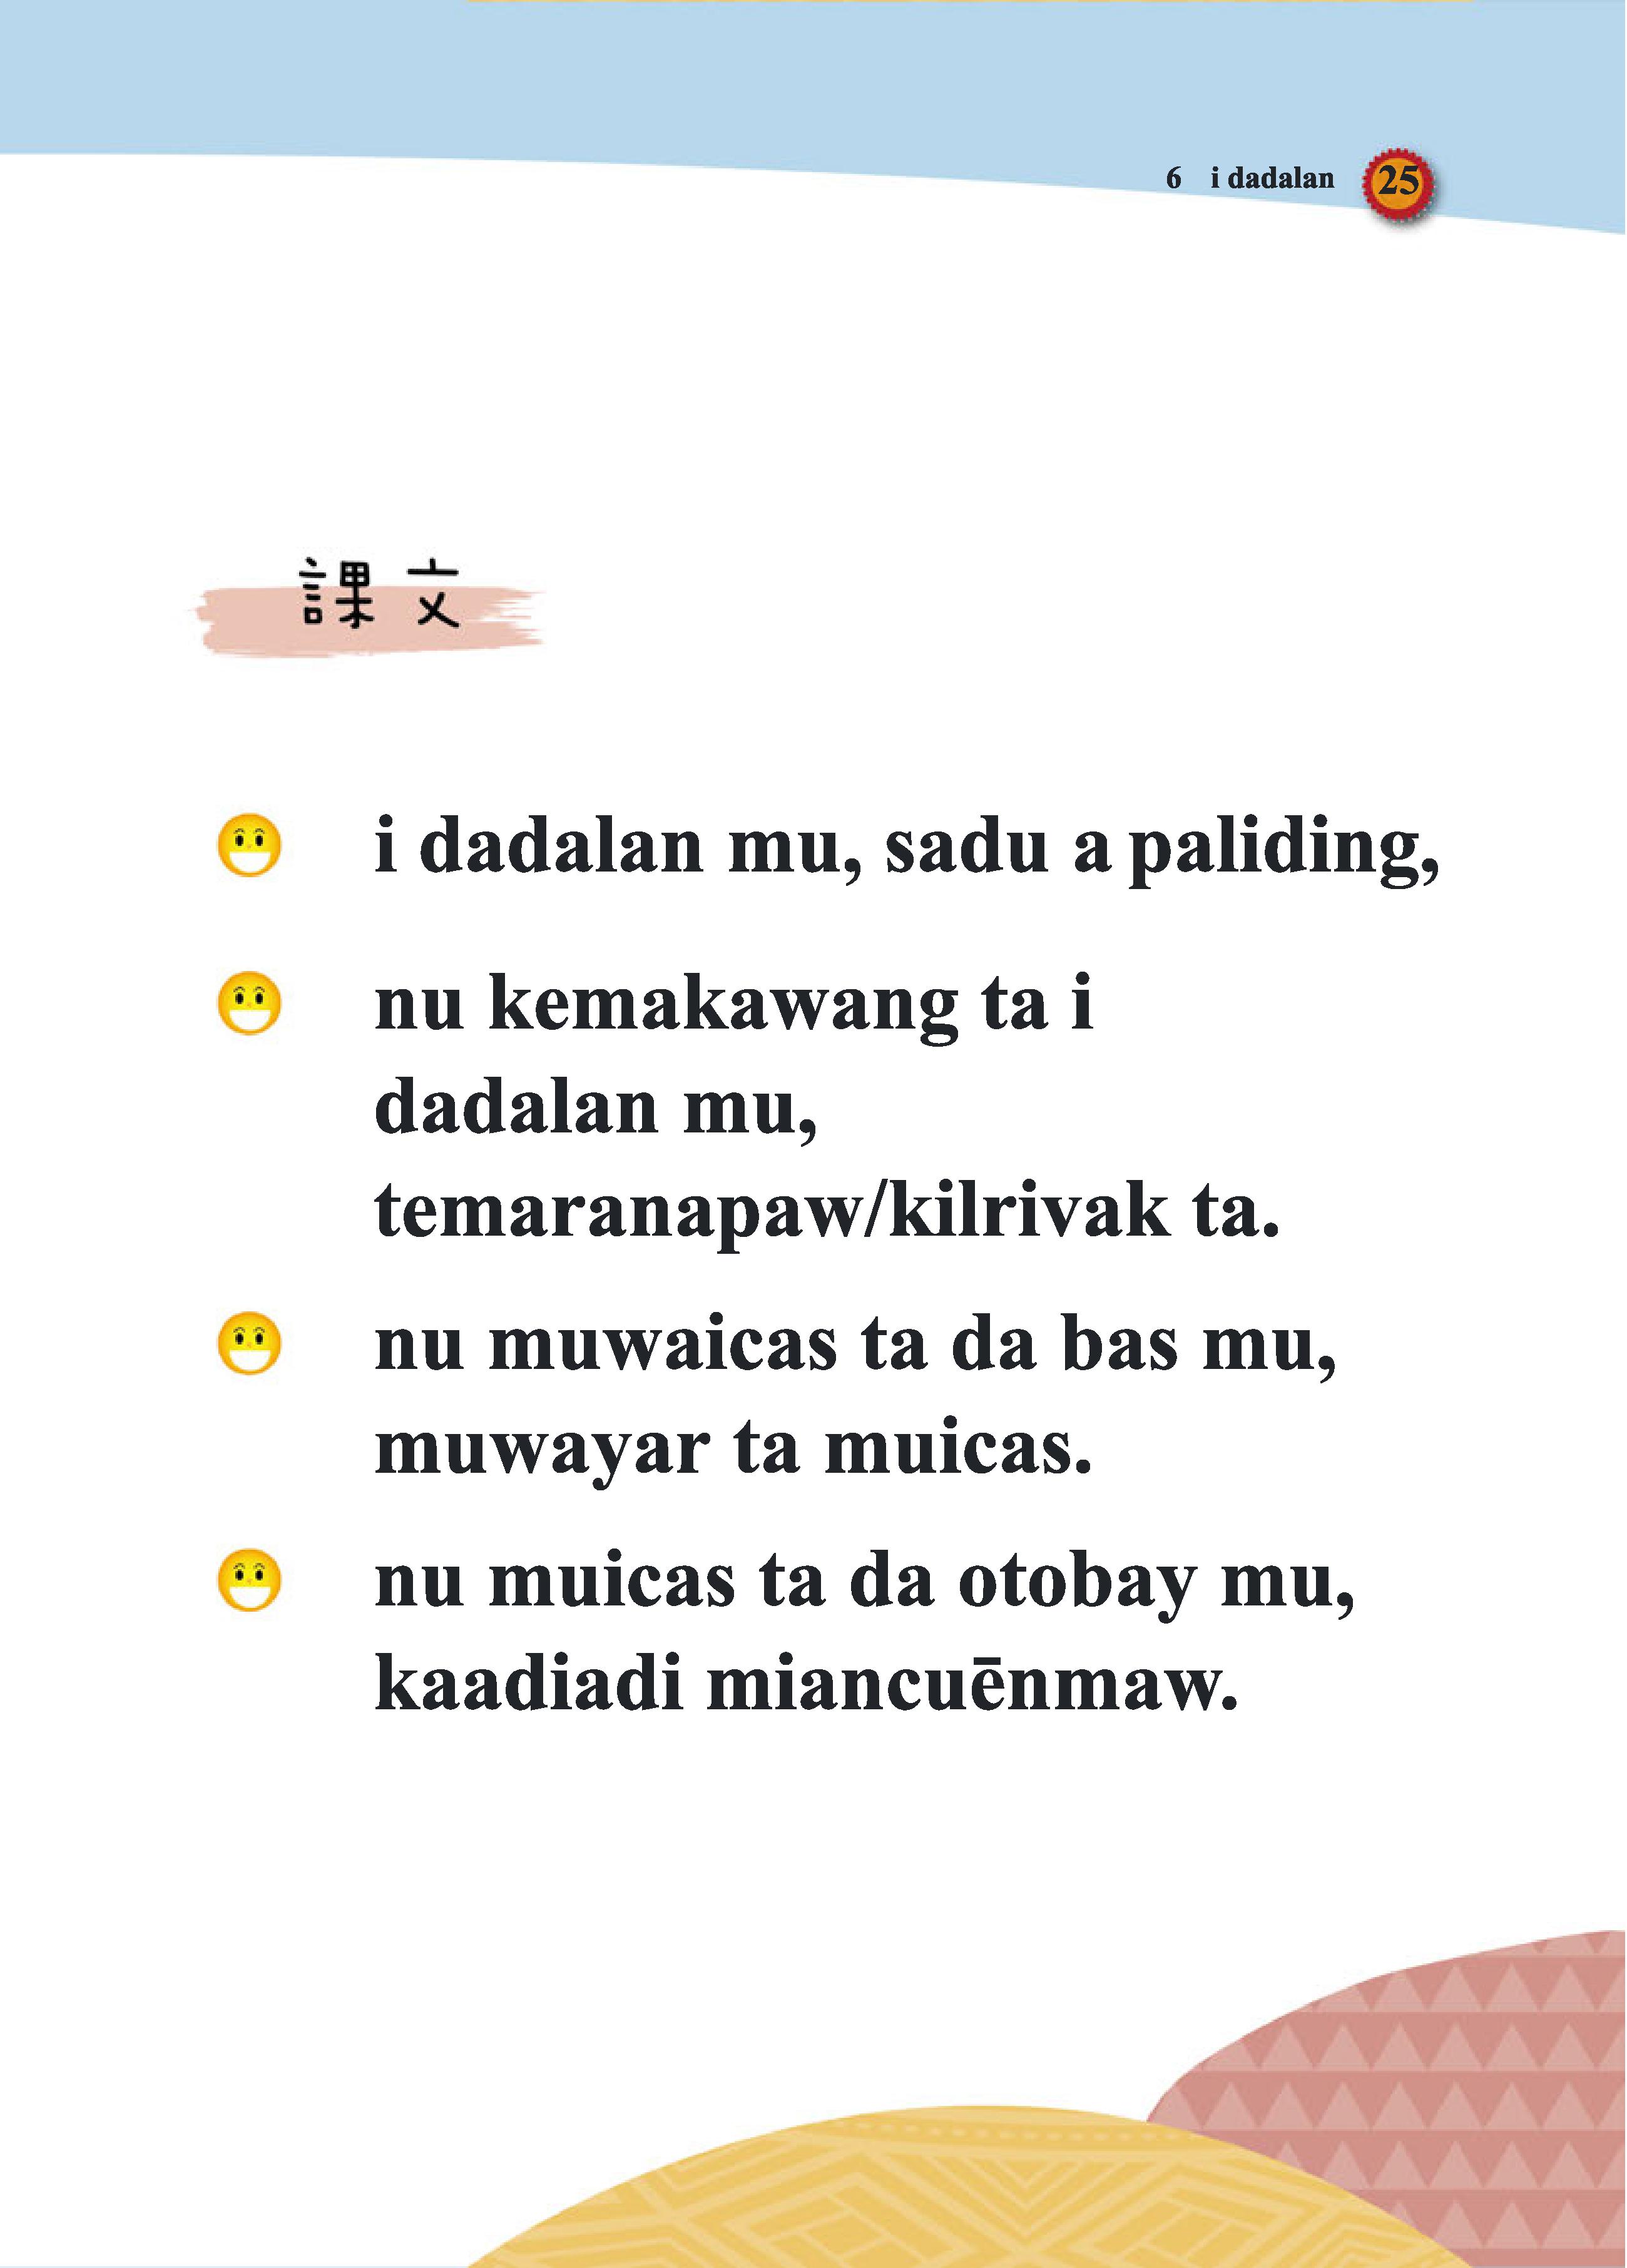 6 i dadalan 25
課文
i dadalan mu, sadu a paliding,
nu kemakawang ta i
dadalan mu,
temaranapaw/kilrivak ta.
nu muwaicas ta da bas mu,
muwayar ta muicas.
nu muicas ta da otobay mu,
kaadiadi miancuēnmaw.